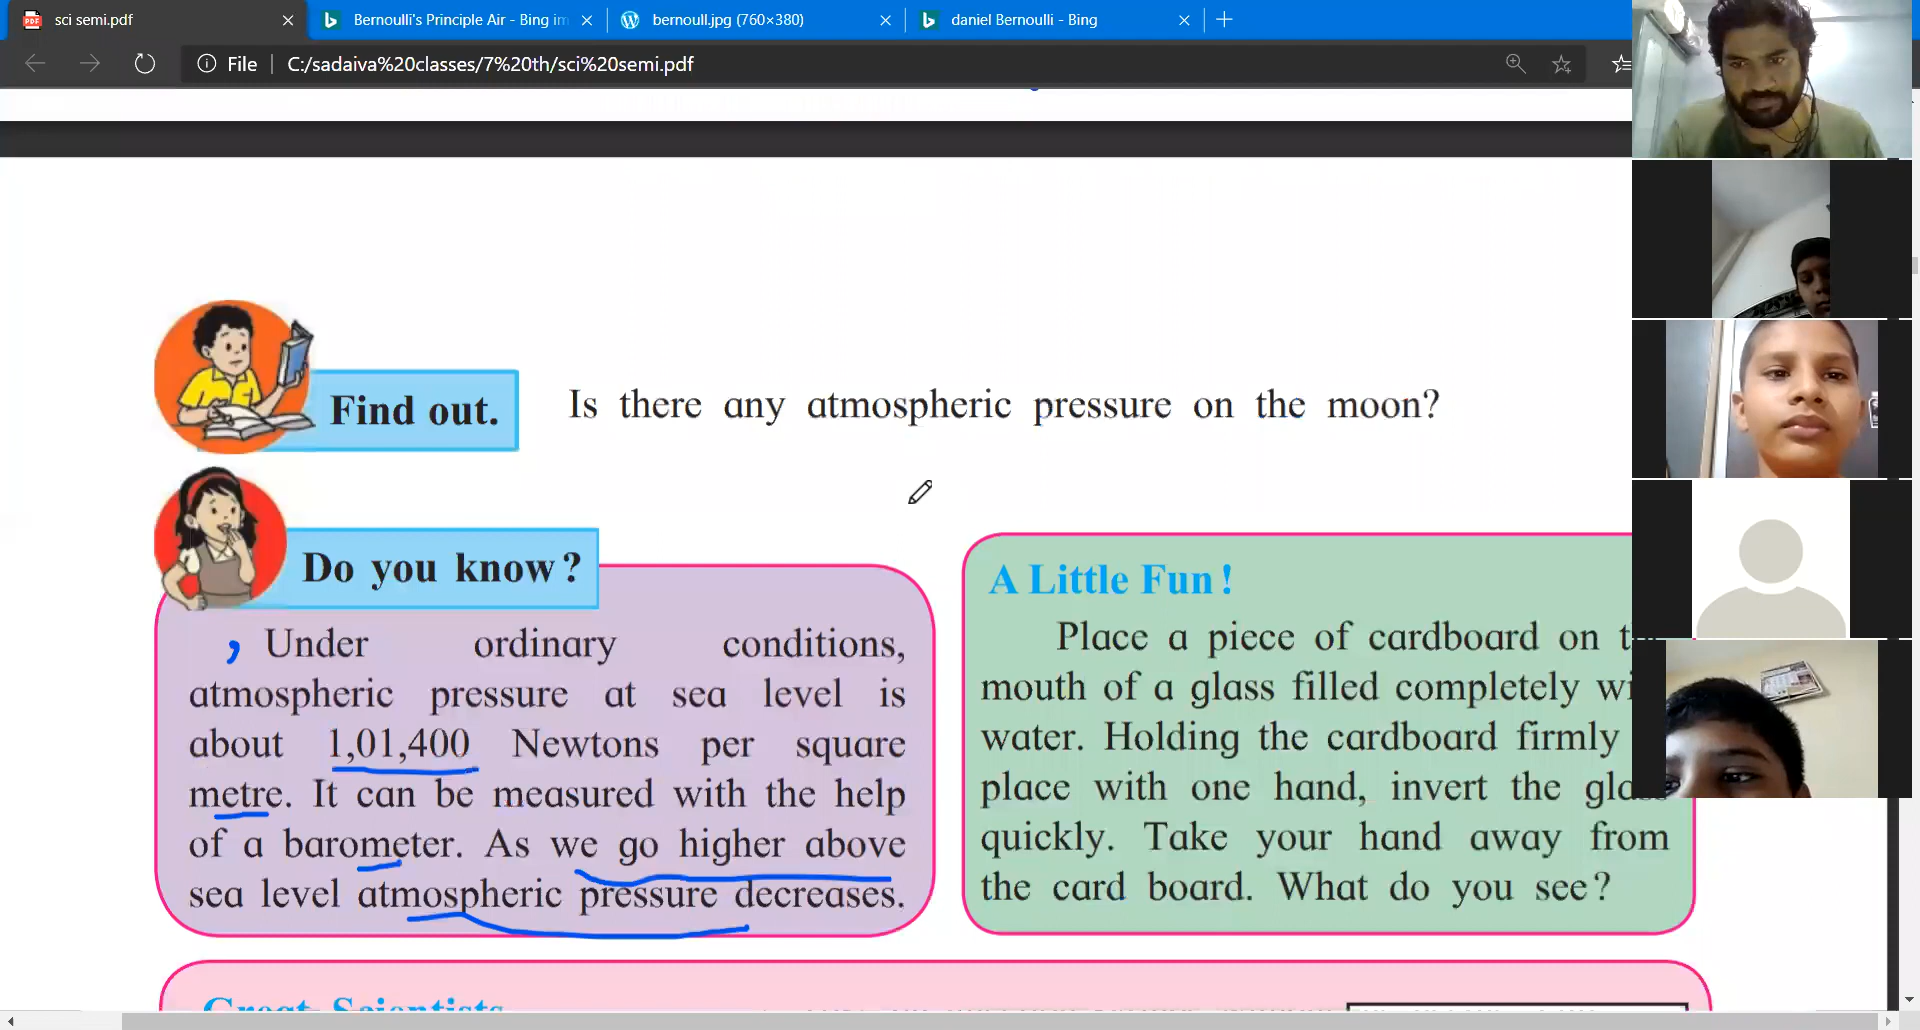 sci semi.pdf
Bernoulli's Principle Air - Bing im
bernoull.jpg (760×380)
daniel Bernoulli - Bing
File
C:/sadaiva%20classes/7%20th/sci%20semi.pdf
Find out.
Is there any atmospheric pressure on the moon?
Do you know?
Under ordinary conditions,
atmospheric pressure at sea level is
about 1,01,400 Newtons per square
metre. It can be measured with the help
of a barometer. As we go higher above
sea level atmospheric pressure decreases.
A Little Fun!
Place a piece of cardboard on
mouth of a glass filled completely
water. Holding the cardboard firmly
place with one hand, invert the
quickly. Take your hand away from
the card board. What do you see?
Great Scientists